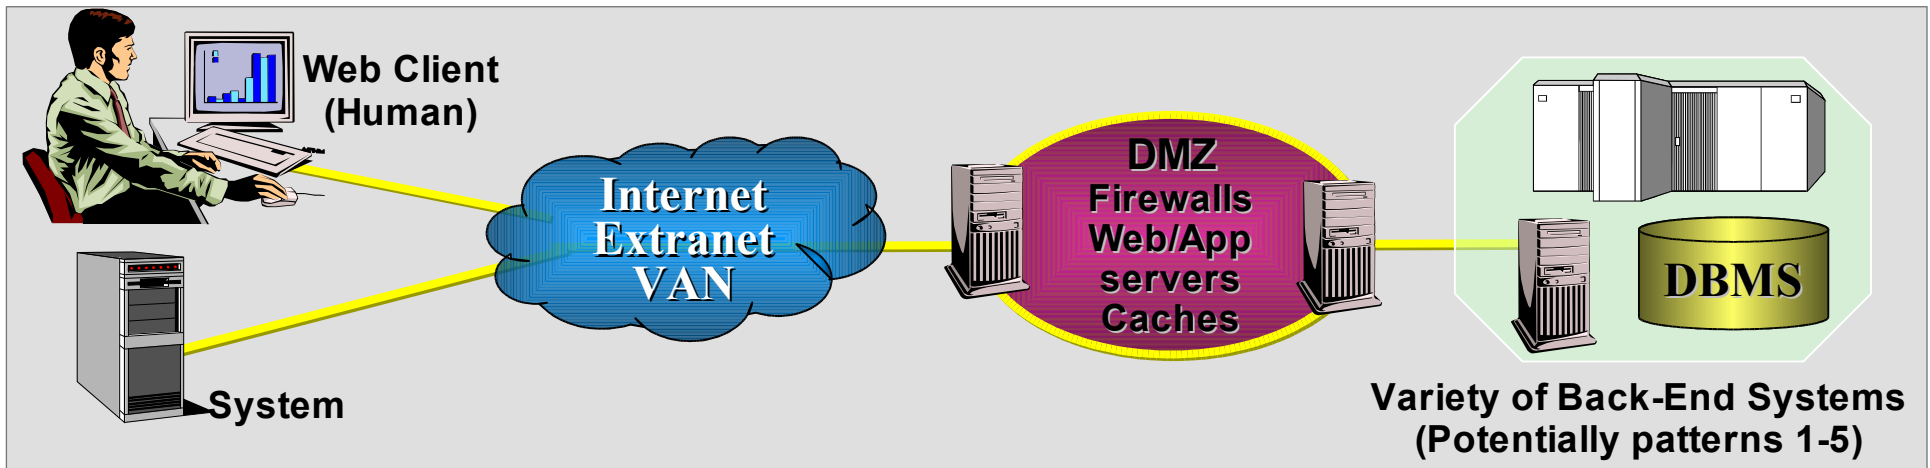 Web Client
(Human)
System
Internet
Extranet
VAN
DMZ
Firewalls
Web/App
servers
Caches
DBMS
Variety of Back-End Systems
(Potentially patterns 1-5)